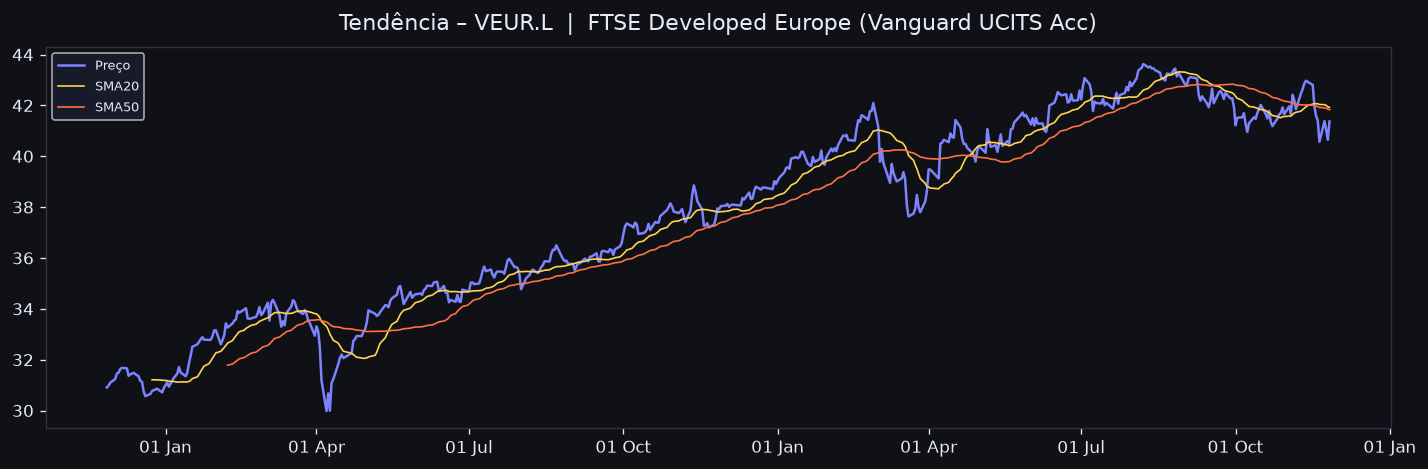 Tendência – VEUR.L | FTSE Developed Europe (Vanguard UCITS Acc)
Preço
SMA20
SMA50
44
42
40
38
36
34
32
30
01 Jan
01 Apr
01 Jul
01 Oct
01 Jan
01 Apr
01 Jul
01 Oct
01 Jan